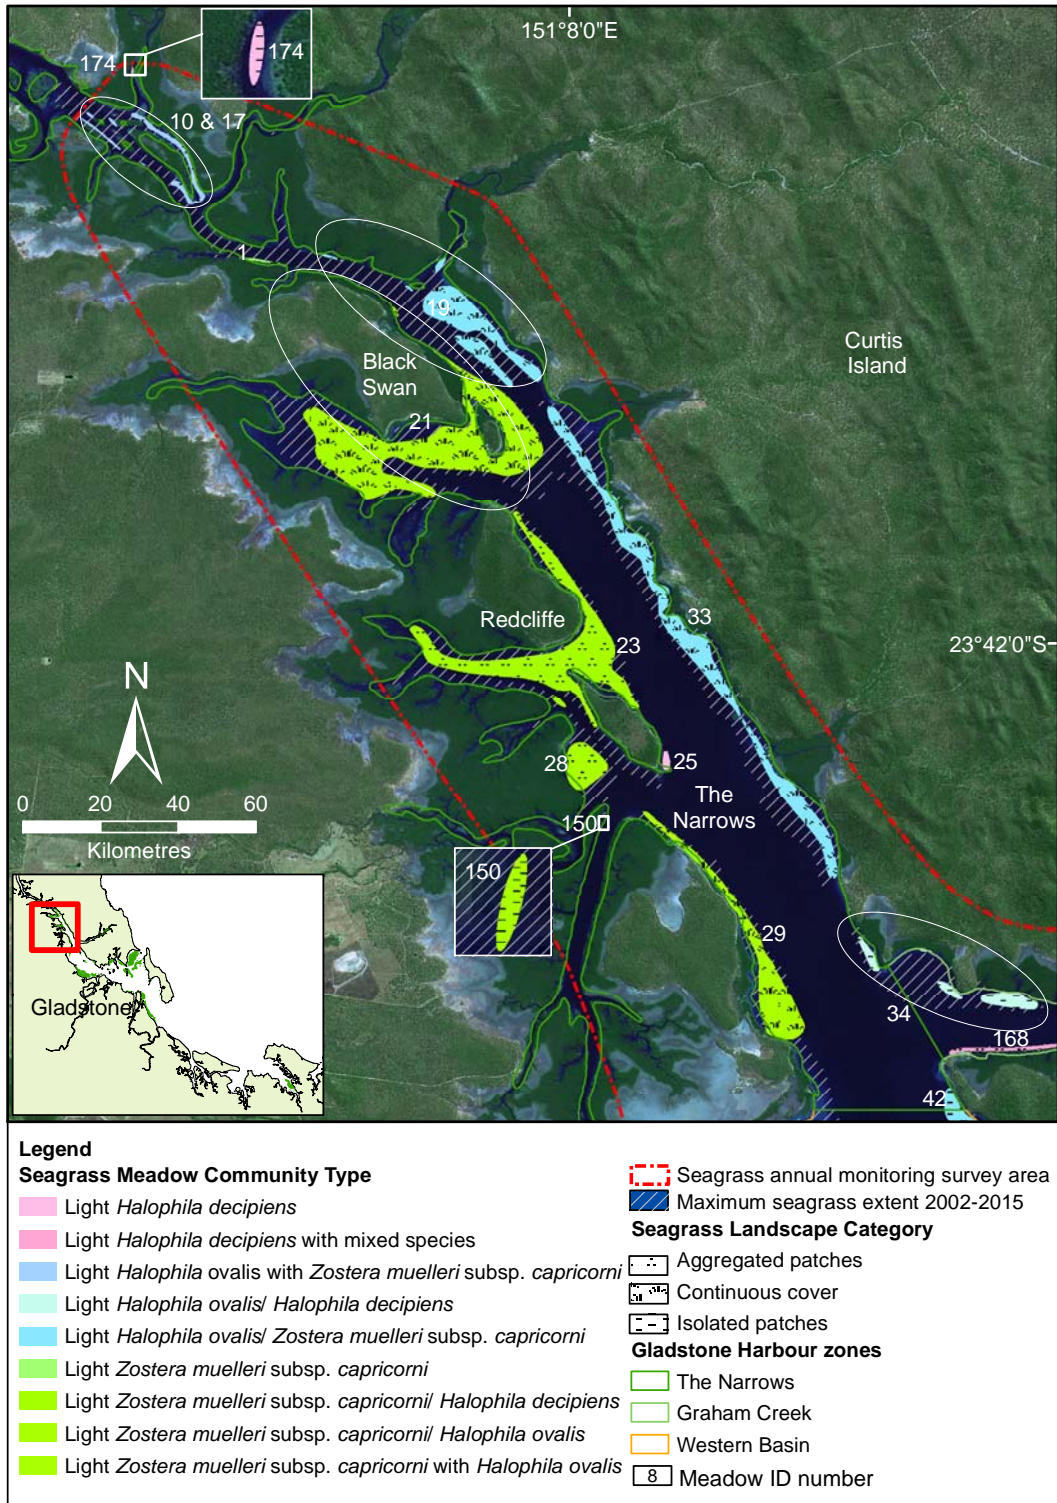 151°8'0"E
174
174
10 & 17
1
19
Curtis
Island
Black
Swan
21
Redcliffe
33
23
23°42'0"S
N
28
25
The
Narrows
0 20 40 60
Kilometres
150
150
29
34
168
42
Gladstone
Legend
Seagrass Meadow Community Type
Light Halophila decipiens
Light Halophila decipiens with mixed species
Light Halophila ovalis with Zostera muelleri subsp. capricorni
Light Halophila ovalis/ Halophila decipiens
Light Halophila ovalis/ Zostera muelleri subsp. capricorni
Light Zostera muelleri subsp. capricorni
Light Zostera muelleri subsp. capricorni/ Halophila decipiens
Light Zostera muelleri subsp. capricorni/ Halophila ovalis
Light Zostera muelleri subsp. capricorni with Halophila ovalis
Seagrass annual monitoring survey area
Maximum seagrass extent 2002-2015
Seagrass Landscape Category
Aggregated patches
Continuous cover
Isolated patches
Gladstone Harbour zones
The Narrows
Graham Creek
Western Basin
8 Meadow ID number